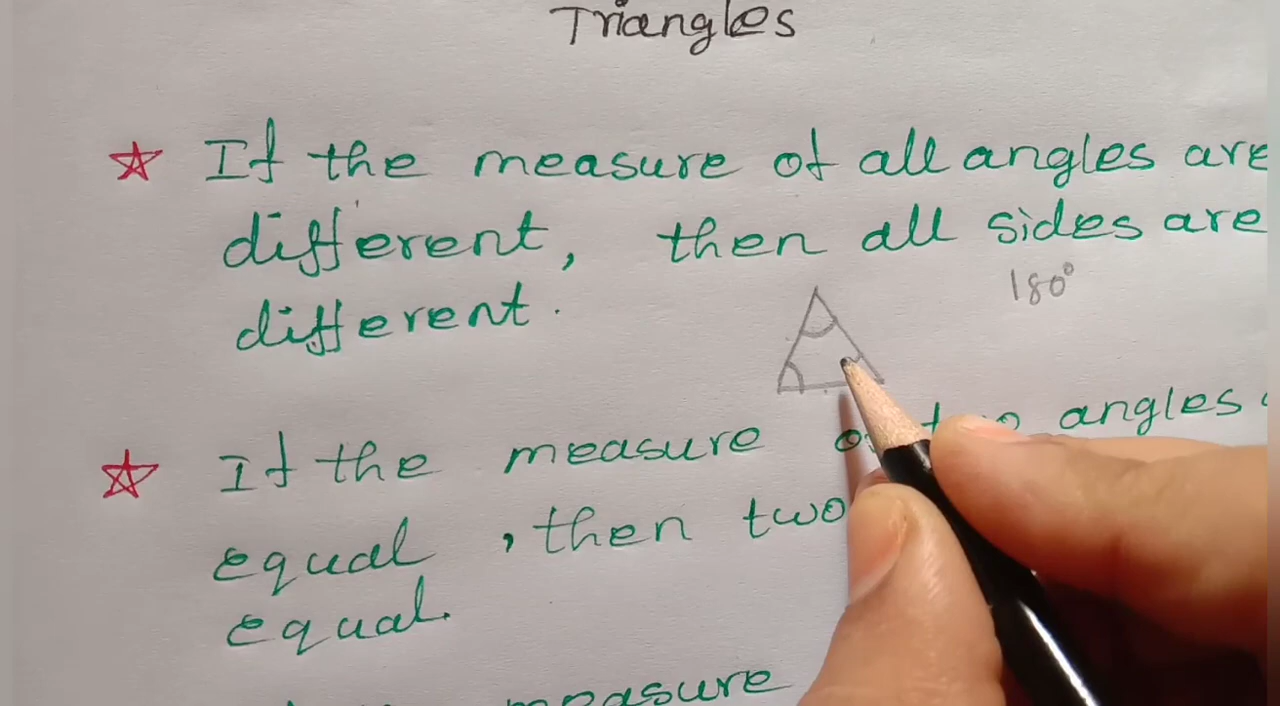 Triangles
If the measure of all angles are
different, then all sides are
different.
180°
If the measure angles
equal, then two
equal.
measure